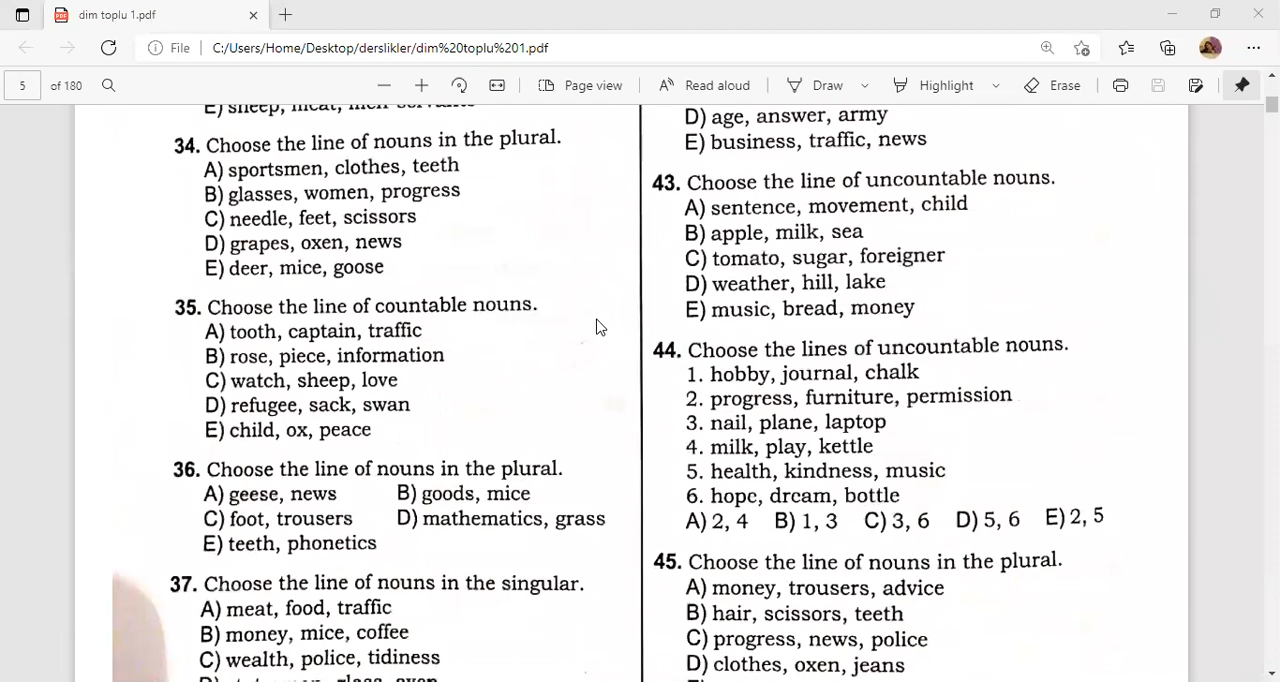 dim toplu 1.pdf
File C:/Users/Home/Desktop/derslikler/dim%20toplu%201.pdf
5 of 180 Page view Read aloud Draw Highlight Erase
E) sheep, meat, men-servants
34. Choose the line of nouns in the plural.
A) sportsmen, clothes, teeth
B) glasses, women, progress
C) needle, feet, scissors
D) grapes, oxen, news
E) deer, mice, goose
35. Choose the line of countable nouns.
A) tooth, captain, traffic
B) rose, piece, information
C) watch, sheep, love
D) refugee, sack, swan
E) child, ox, peace
36. Choose the line of nouns in the plural.
A) geese, news B) goods, mice
C) foot, trousers D) mathematics, grass
E) teeth, phonetics
37. Choose the line of nouns in the singular.
A) meat, food, traffic
B) money, mice, coffee
C) wealth, police, tidiness
D) age, answer, army
E) business, traffic, news
43. Choose the line of uncountable nouns.
A) sentence, movement, child
B) apple, milk, sea
C) tomato, sugar, foreigner
D) weather, hill, lake
E) music, bread, money
44. Choose the lines of uncountable nouns.
1. hobby, journal, chalk
2. progress, furniture, permission
3. nail, plane, laptop
4. milk, play, kettle
5. health, kindness, music
6. hope, dream, bottle
A) 2, 4 B) 1, 3 C) 3, 6 D) 5, 6 E) 2, 5
45. Choose the line of nouns in the plural.
A) money, trousers, advice
B) hair, scissors, teeth
C) progress, news, police
D) clothes, oxen, jeans